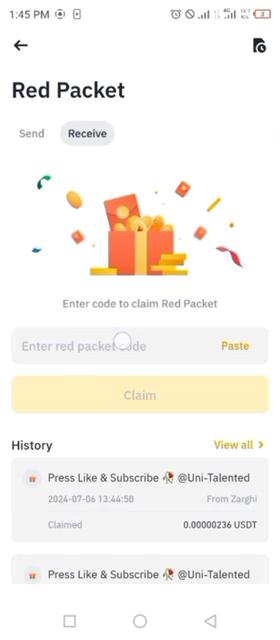 1:45 PM
Red Packet
Send Receive
Enter code to claim Red Packet
Enter red packet code Paste
Claim
History View all >
Press Like & Subscribe 🥀 @Uni-Talented
2024-07-06 13:44:50 From Zarghi
Claimed 0.00000236 USDT
Press Like & Subscribe 🥀 @Uni-Talented